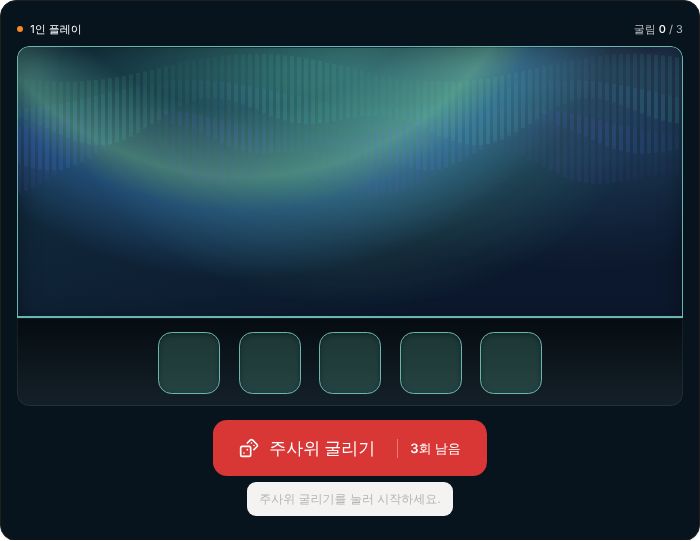 1인 플레이
굴림 0 / 3
주사위 굴리기
3회 남음
주사위 굴리기를 눌러 시작하세요.